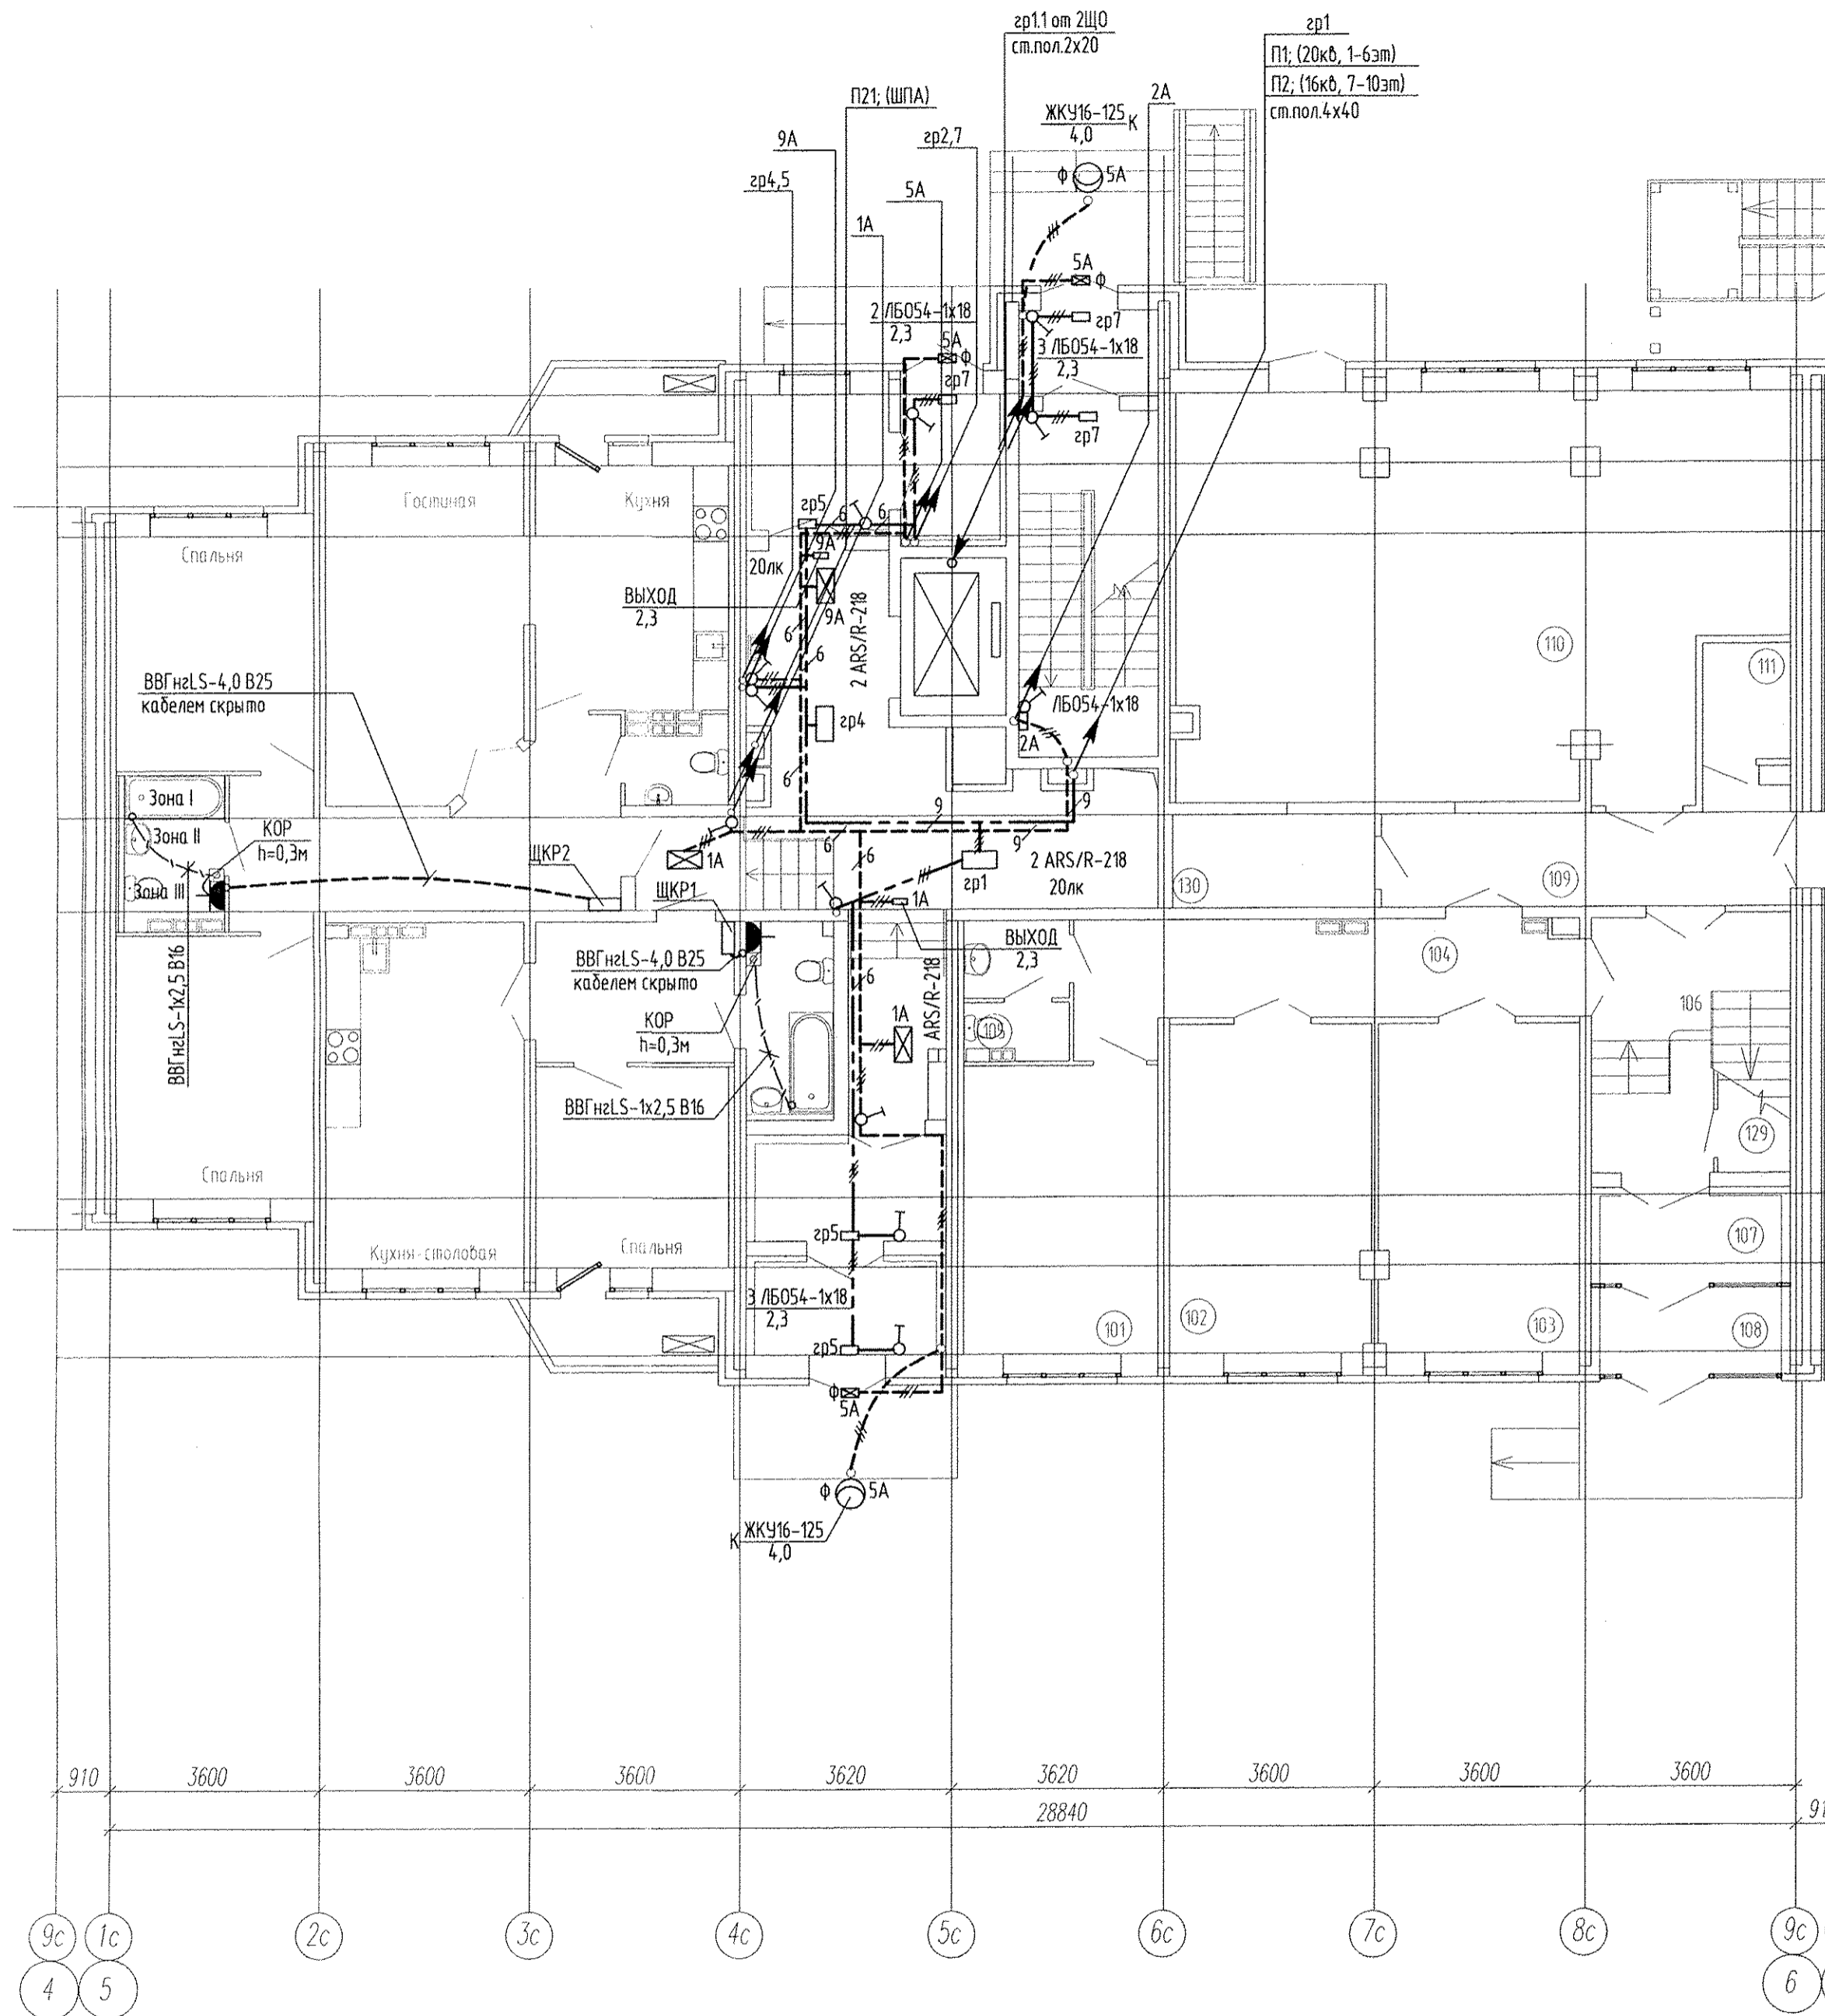 гр1.1 от 2ЩО
ст.пол.2х20
гр1
П1; (20кв, 1-6эт)
П2; (16кв, 7-10эт)
ст.пол.4х40
П21; (ШПА)
2А
ЖКУ16-125 К
4,0
9А
гр2,7
гр4,5
5А
ф 5А
1А
5А
ф
2 ЛБО54-1х18
2,3
гр7
5А
ф
3 ЛБО54-1х18
2,3
гр7
гр7
Гостиная
Кухня
гр5
6
6
Спальня
9А
20лк
ВЫХОД
2,3
9А
2 ARS/R-218
6
6
110
111
ВВГнгLS-4,0 В25
кабелем скрыто
ЛБО54-1х18
гр4
2А
6
Зона I
Зона II
КОР
h=0,3м
9
6
9
9
6
2 ARS/R-218
20лк
1А
гр1
ЩКР2
ЩКР1
Зона III
1А
130
109
ВЫХОД
2,3
ВВГнгLS-4,0 В25
кабелем скрыто
104
6
ARS/R-218
ВВГнгLS-1х2,5 В16
106
КОР
h=0,3м
1А
105
ВВГнгLS-1х2,5 В16
129
Спальня
гр5
107
Кухня-столовая
Спальня
3 ЛБО54-1х18
2,3
101
102
103
108
гр5
ф
5А
ф 5А
К ЖКУ16-125
4,0
910
3600
3600
3600
3620
3620
3600
3600
3600
28840
91
9с
1с
2с
3с
4с
5с
6с
7с
8с
9с
4
5
6